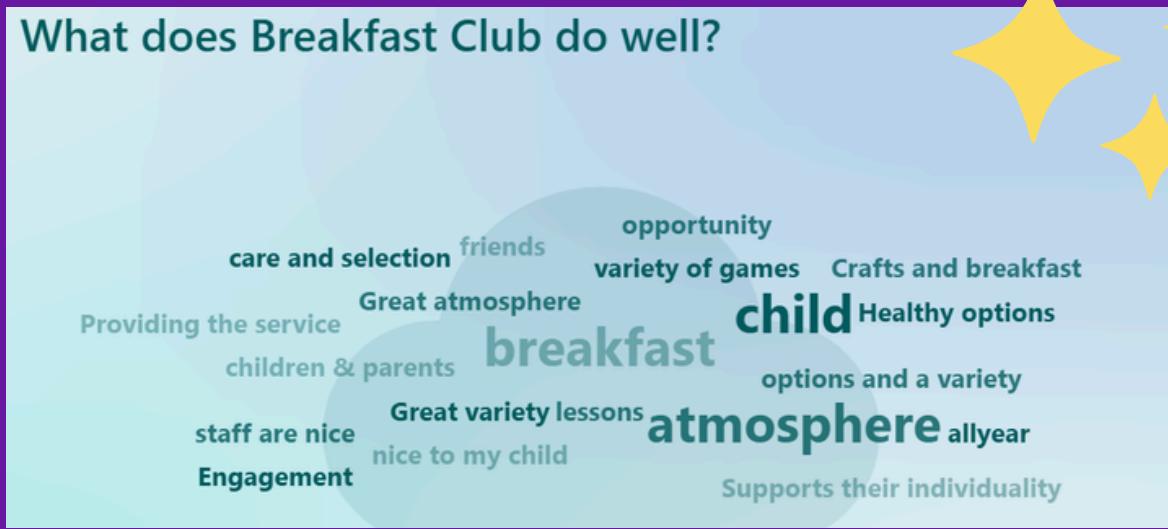 What does Breakfast Club do well?
opportunity
care and selection friends
variety of games Crafts and breakfast
Great atmosphere child Healthy options
Providing the service
breakfast
children & parents
options and a variety
Great variety lessons atmosphere allyear
staff are nice
nice to my child
Engagement
Supports their individuality